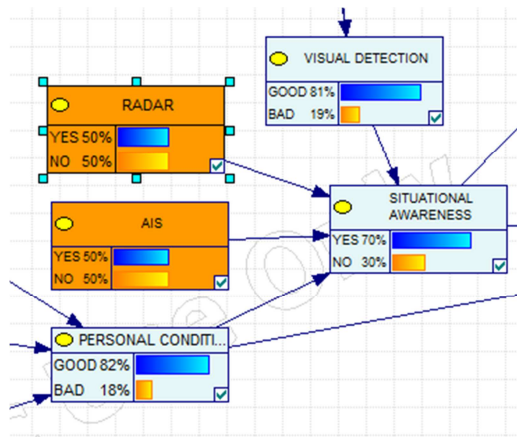 VISUAL DETECTION
GOOD 81%
BAD 19%
RADAR
YES 50%
NO 50%
SITUATIONAL
AWARENESS
YES 70%
NO 30%
AIS
YES 50%
NO 50%
PERSONAL CONDITI...
GOOD 82%
BAD 18%